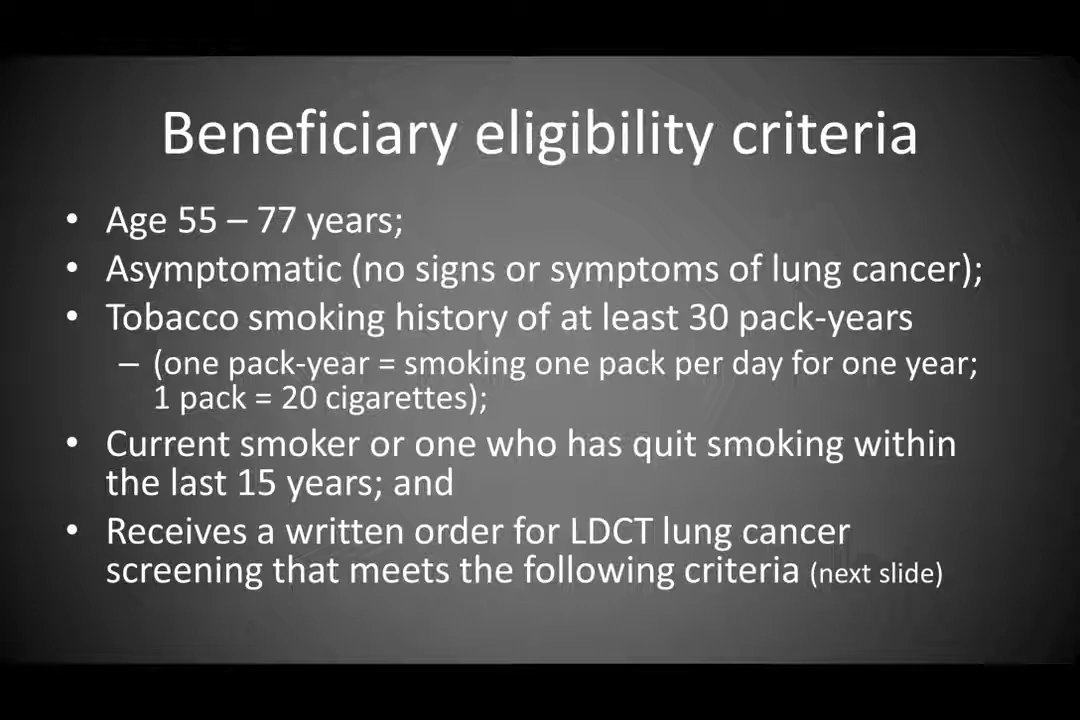 Beneficiary eligibility criteria
• Age 55 – 77 years;
• Asymptomatic (no signs or symptoms of lung cancer);
• Tobacco smoking history of at least 30 pack-years
– (one pack-year = smoking one pack per day for one year;
1 pack = 20 cigarettes);
• Current smoker or one who has quit smoking within
the last 15 years; and
• Receives a written order for LDCT lung cancer
screening that meets the following criteria (next slide)